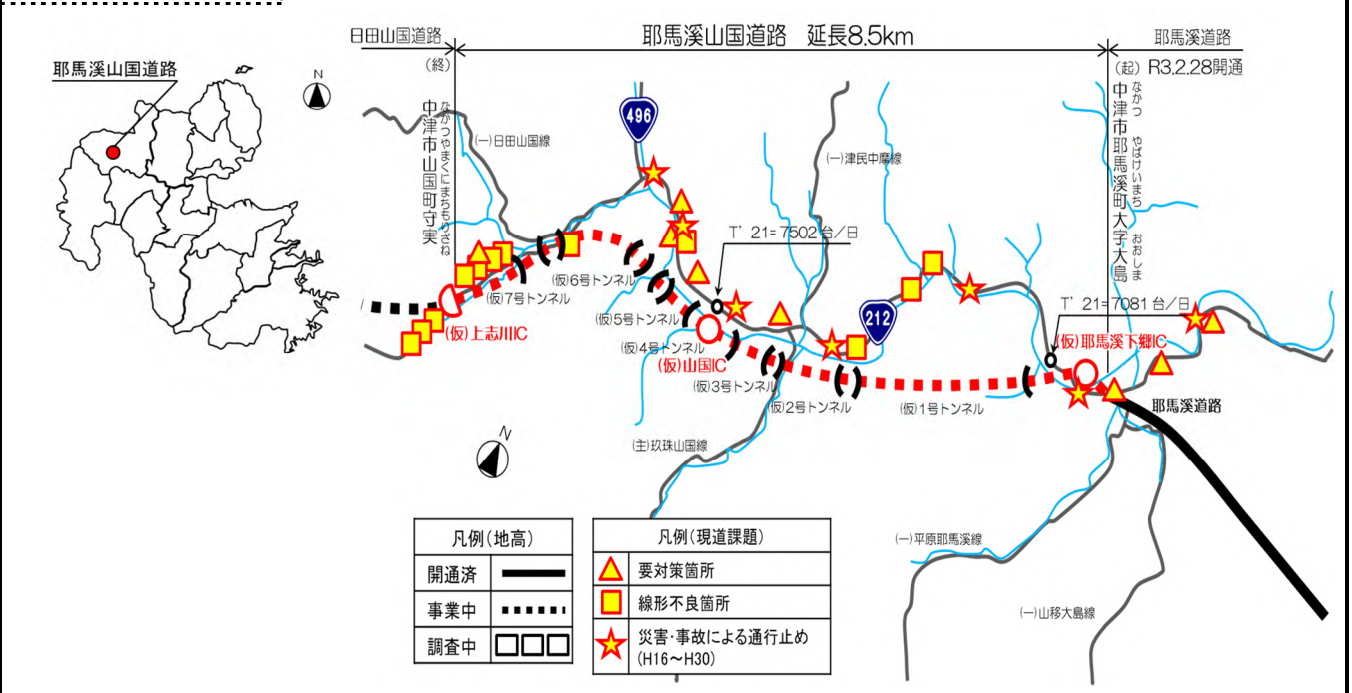 日田山国道路
耶馬溪山国道路 延長8.5km
耶馬溪道路
(終)
(起)
R3.2.28開通
耶馬溪山国道路
N
中津市山国町守実
なかつやまくにまちもりざね
(一)日田山国線
496
(一)津民中摩線
中津市耶馬溪町大字大島
なかつ やばけいまち おおしま
T' 21=7502 台/日
(仮)6号トンネル
(仮)7号トンネル
T' 21=7081 台/日
(仮)5号トンネル
212
(仮)上志川IC
(仮)4号トンネル
(仮)耶馬溪下郷IC
(仮)山国IC
(仮)3号トンネル
(仮)2号トンネル
(仮)1号トンネル
耶馬溪道路
N
(主)玖珠山国線
凡例(地高)
開通済
事業中
調査中
凡例(現道課題)
要対策箇所
線形不良箇所
災害・事故による通行止め
(H16~H30)
(一)平原耶馬溪線
(一)山移大島線